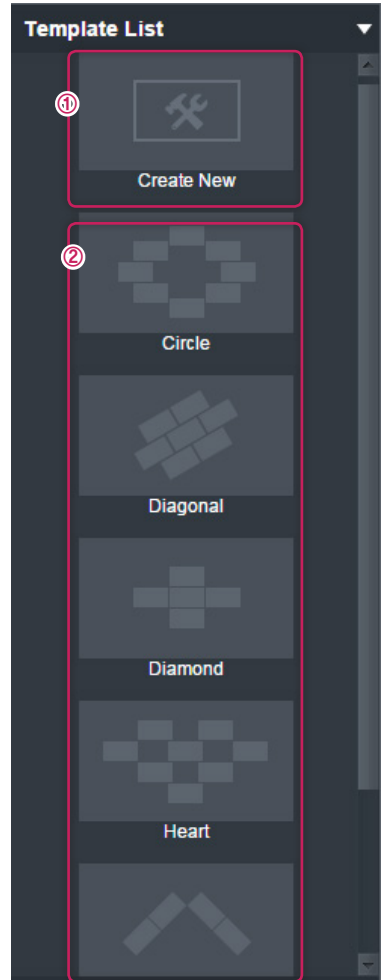 Template List
①
Create New
②
Circle
Diagonal
Diamond
Heart